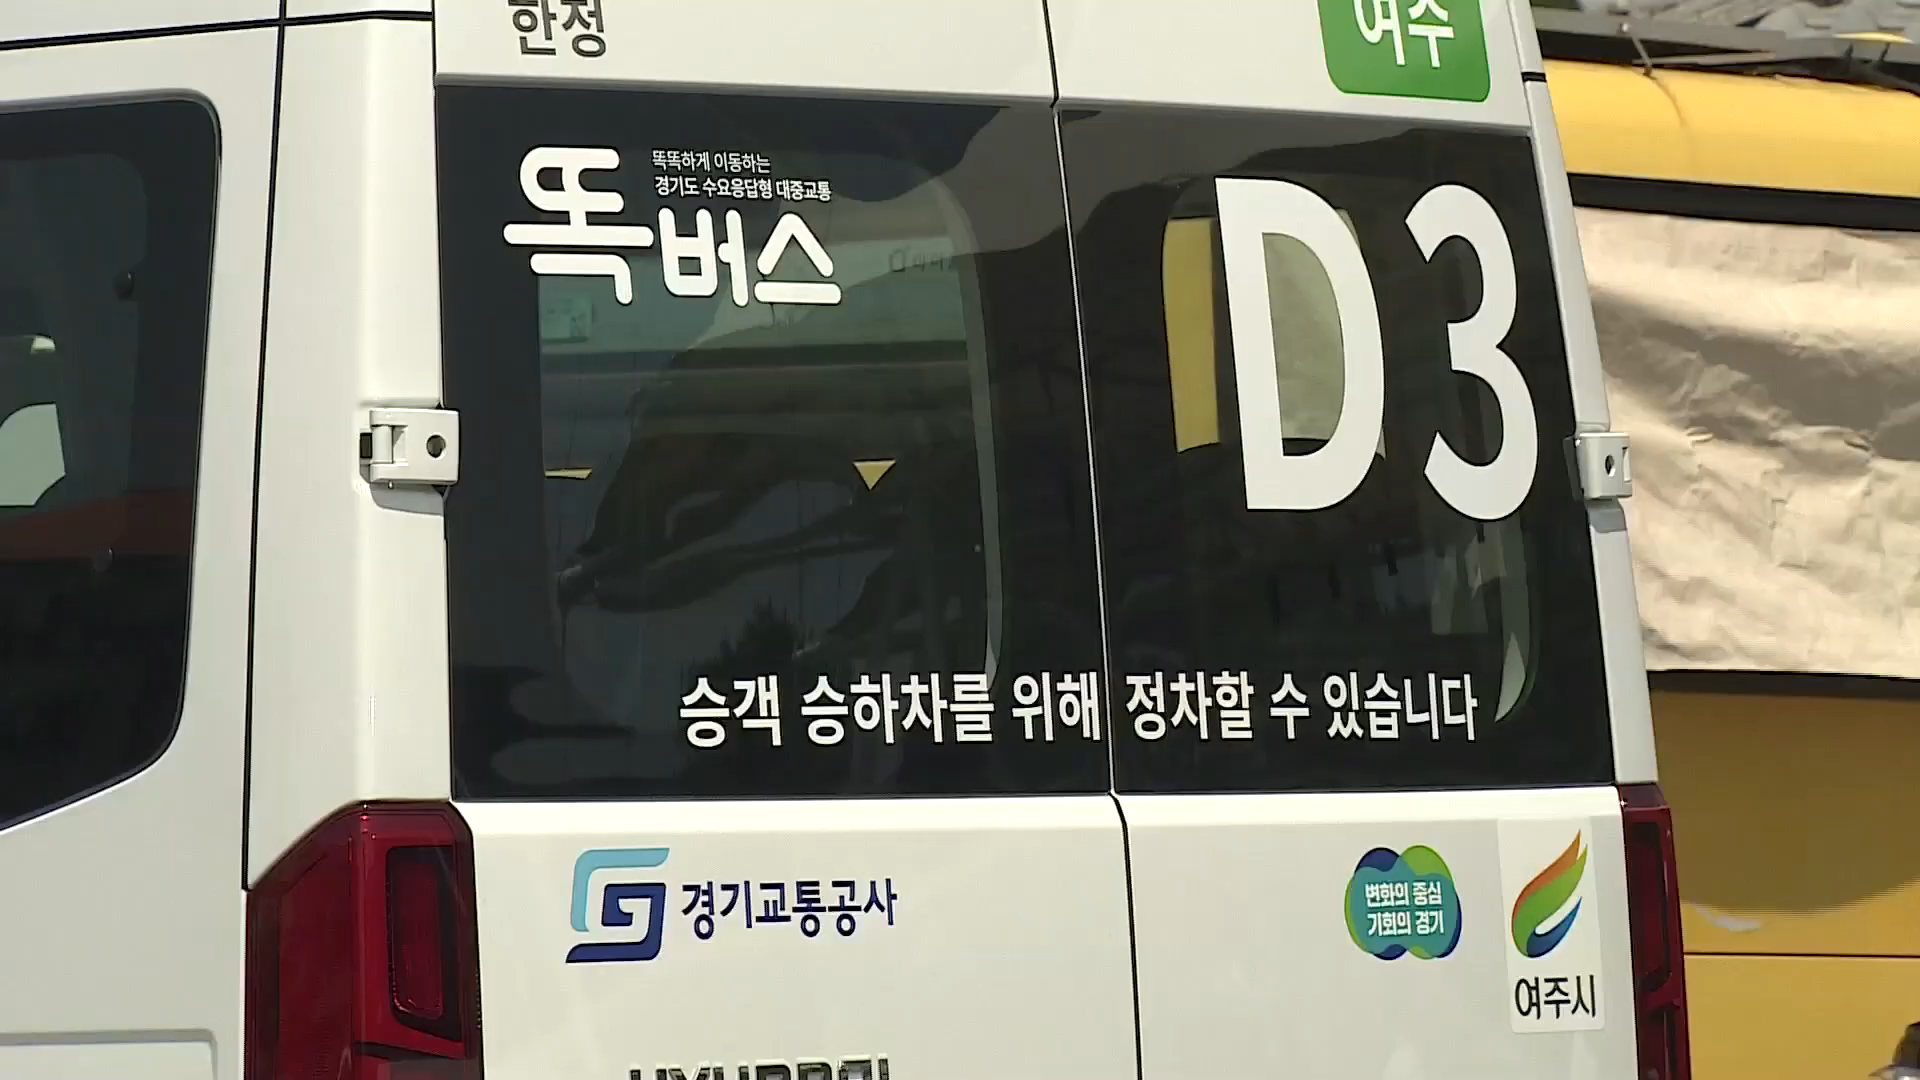 한정
여주
똑똑하게 이동하는
경기도 수요응답형 대중교통
똑버스
D3
승객 승하차를 위해 정차할 수 있습니다
경기교통공사
변화의 중심
기회의 경기
여주시
HYUNDAI